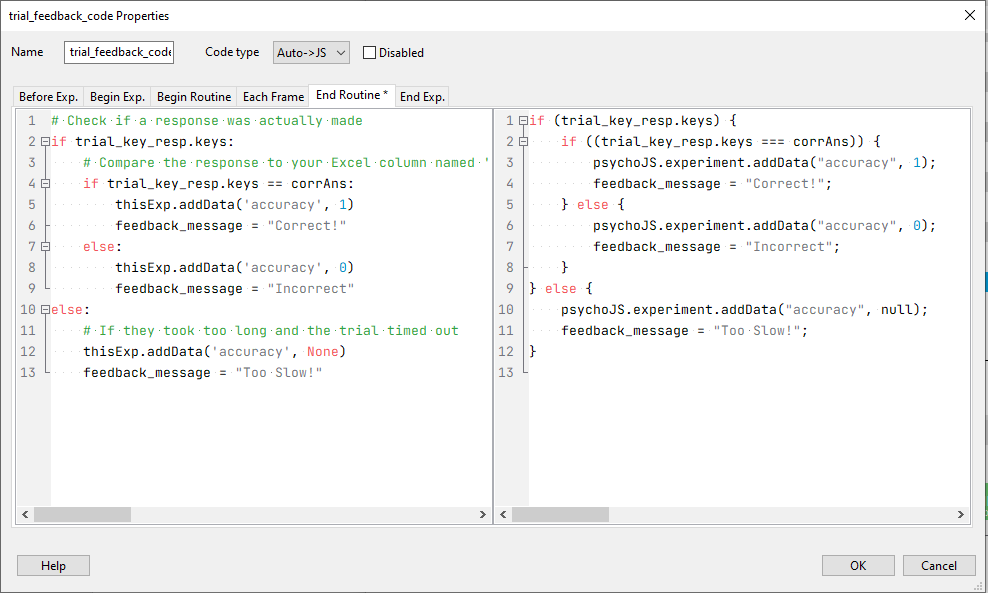 trial_feedback_code Properties
Name trial_feedback_code Code type Auto->JS Disabled
Before Exp. Begin Exp. Begin Routine Each Frame End Routine * End Exp.
1 # Check if a response was actually made
2 if trial_key_resp.keys:
3 # Compare the response to your Excel column named '
4 if trial_key_resp.keys == corrAns:
5 thisExp.addData('accuracy', 1)
6 feedback_message = "Correct!"
7 else:
8 thisExp.addData('accuracy', 0)
9 feedback_message = "Incorrect"
10 else:
11 # If they took too long and the trial timed out
12 thisExp.addData('accuracy', None)
13 feedback_message = "Too Slow!"
1 if (trial_key_resp.keys) {
2 if ((trial_key_resp.keys === corrAns)) {
3 psychoJS.experiment.addData("accuracy", 1);
4 feedback_message = "Correct!";
5 } else {
6 psychoJS.experiment.addData("accuracy", 0);
7 feedback_message = "Incorrect";
8 }
9 } else {
10 psychoJS.experiment.addData("accuracy", null);
11 feedback_message = "Too Slow!";
12 }
13
Help OK Cancel